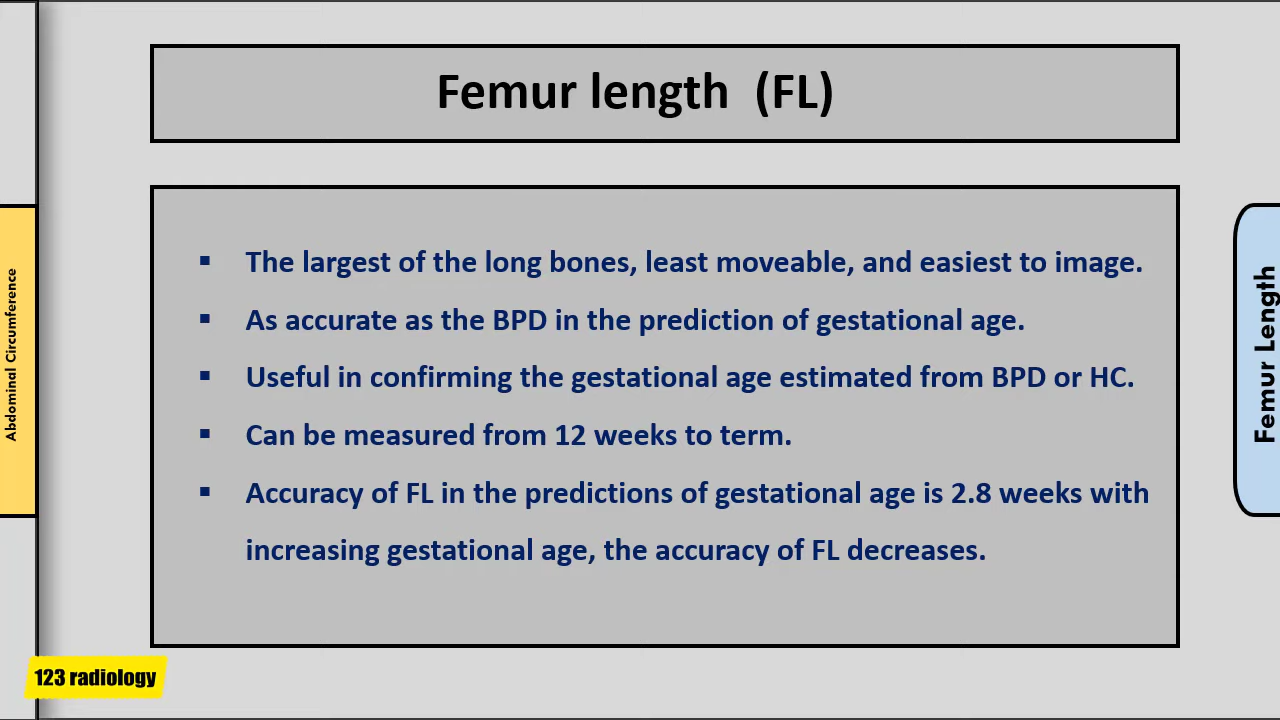 Femur length (FL)
▪ The largest of the long bones, least moveable, and easiest to image.
▪ As accurate as the BPD in the prediction of gestational age.
▪ Useful in confirming the gestational age estimated from BPD or HC.
▪ Can be measured from 12 weeks to term.
▪ Accuracy of FL in the predictions of gestational age is 2.8 weeks with
increasing gestational age, the accuracy of FL decreases.
Abdominal Circumference
Femur Length
123 radiology